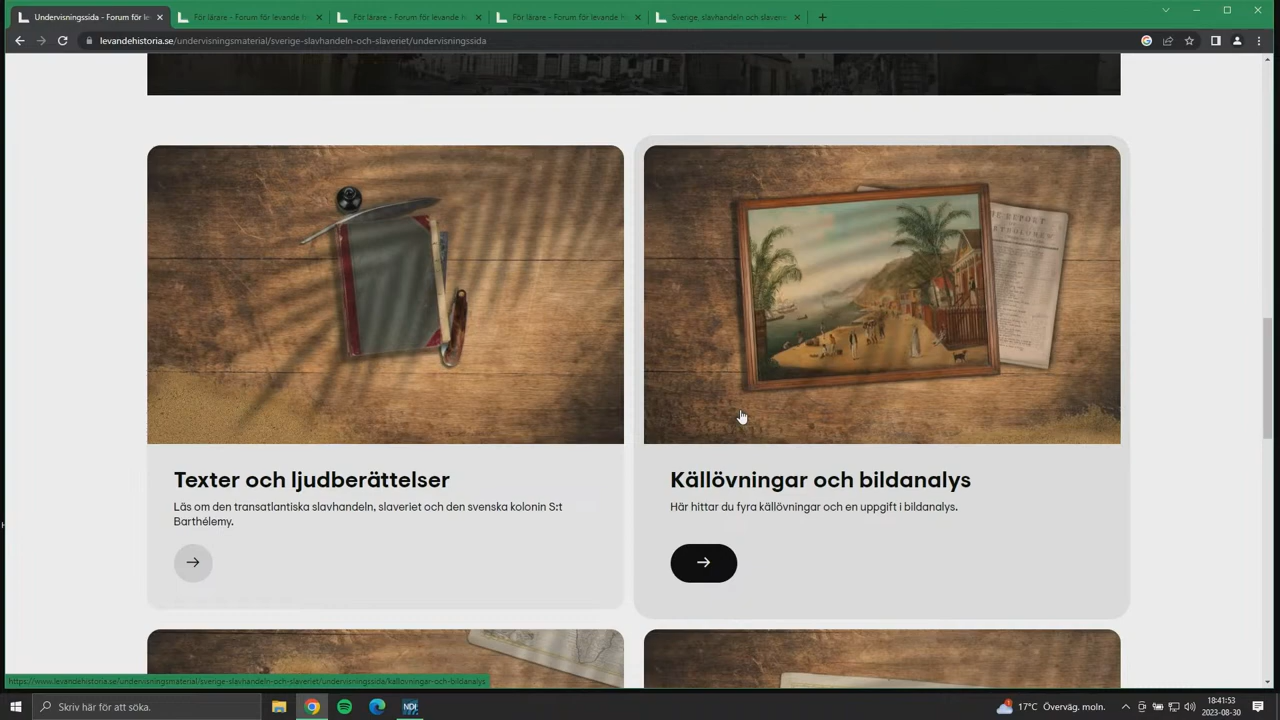 Undervisningssida - Forum för le
För lärare - Forum för levande h
För lärare - Forum för levande h
För lärare - Forum för levande h
Sverige, slavhandeln och slaverie
levandehistoria.se/undervisningsmaterial/sverige-slavhandeln-och-slaveriet/undervisningssida
E REPORT
Texter och ljudberättelser
Läs om den transatlantiska slavhandeln, slaveriet och den svenska kolonin S:t
Barthélemy.
Källövningar och bildanalys
Här hittar du fyra källövningar och en uppgift i bildanalys.
https://www.levandehistoria.se/undervisningsmaterial/sverige-slavhandeln-och-slaveriet/undervisningssida/kallovningar-och-bildanalys
Skriv här för att söka.
NDI
17°C Överväg. moln.
18:41:53
2023-08-30